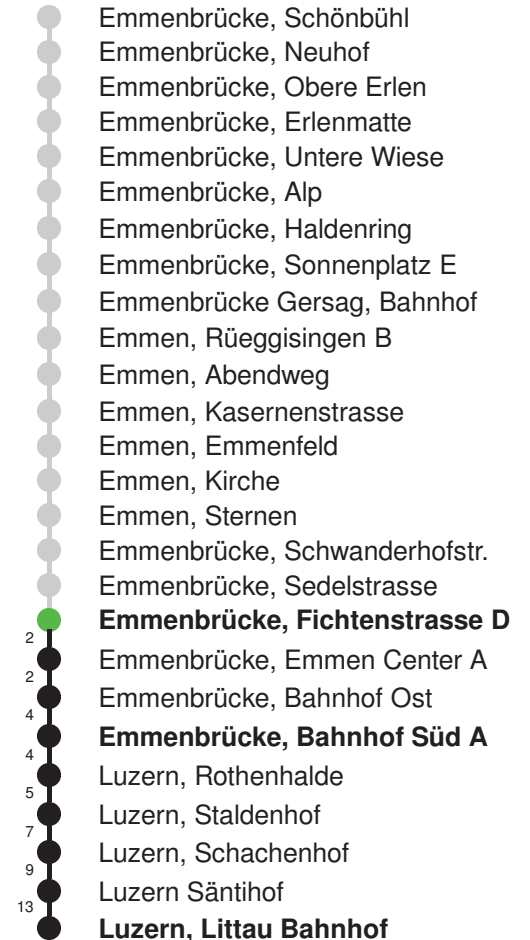 Emmenbrücke, Schönbühl
Emmenbrücke, Neuhof
Emmenbrücke, Obere Erlen
Emmenbrücke, Erlenmatte
Emmenbrücke, Untere Wiese
Emmenbrücke, Alp
Emmenbrücke, Haldenring
Emmenbrücke, Sonnenplatz E
Emmenbrücke Gersag, Bahnhof
Emmen, Rüeggisingen B
Emmen, Abendweg
Emmen, Kasernenstrasse
Emmen, Emmenfeld
Emmen, Kirche
Emmen, Sternen
Emmenbrücke, Schwanderhofstr.
Emmenbrücke, Sedelstrasse
Emmenbrücke, Fichtenstrasse D
2
Emmenbrücke, Emmen Center A
2
Emmenbrücke, Bahnhof Ost
4
Emmenbrücke, Bahnhof Süd A
4
Luzern, Rothenhalde
5
Luzern, Staldenhof
7
Luzern, Schachenhof
9
Luzern Säntihof
13
Luzern, Littau Bahnhof